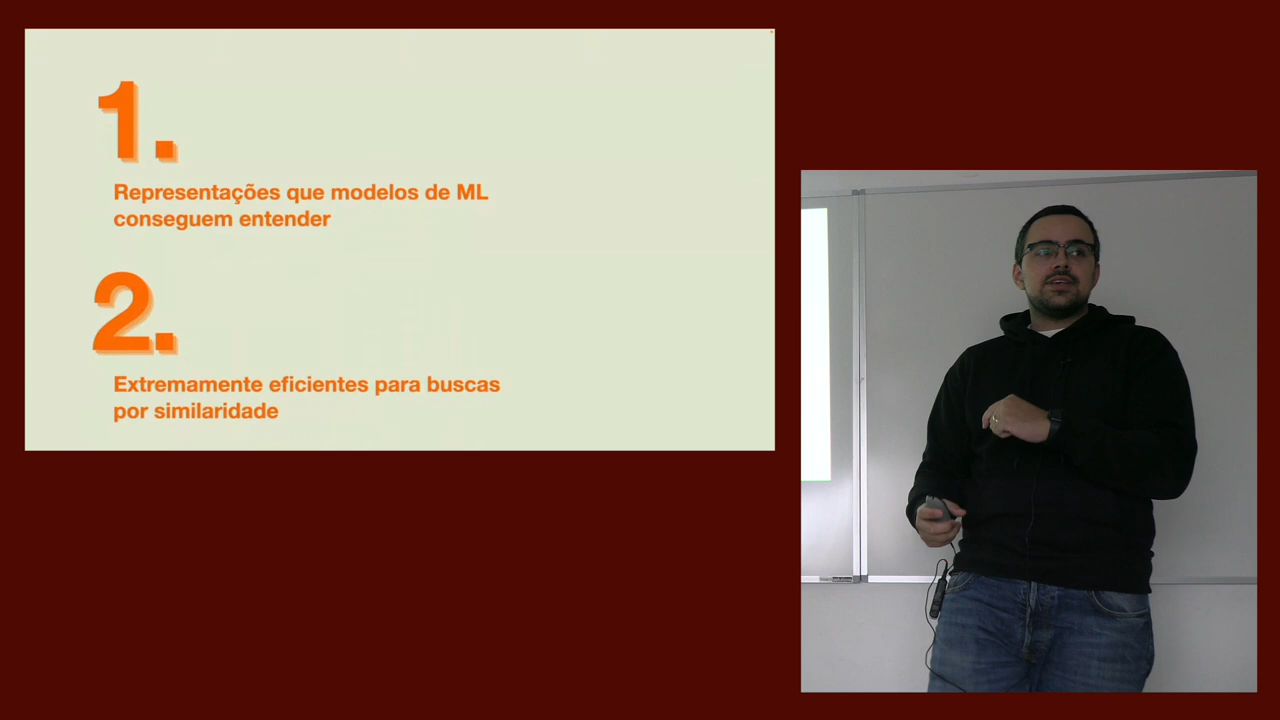 1.
Representações que modelos de ML
conseguem entender
2.
Extremamente eficientes para buscas
por similaridade